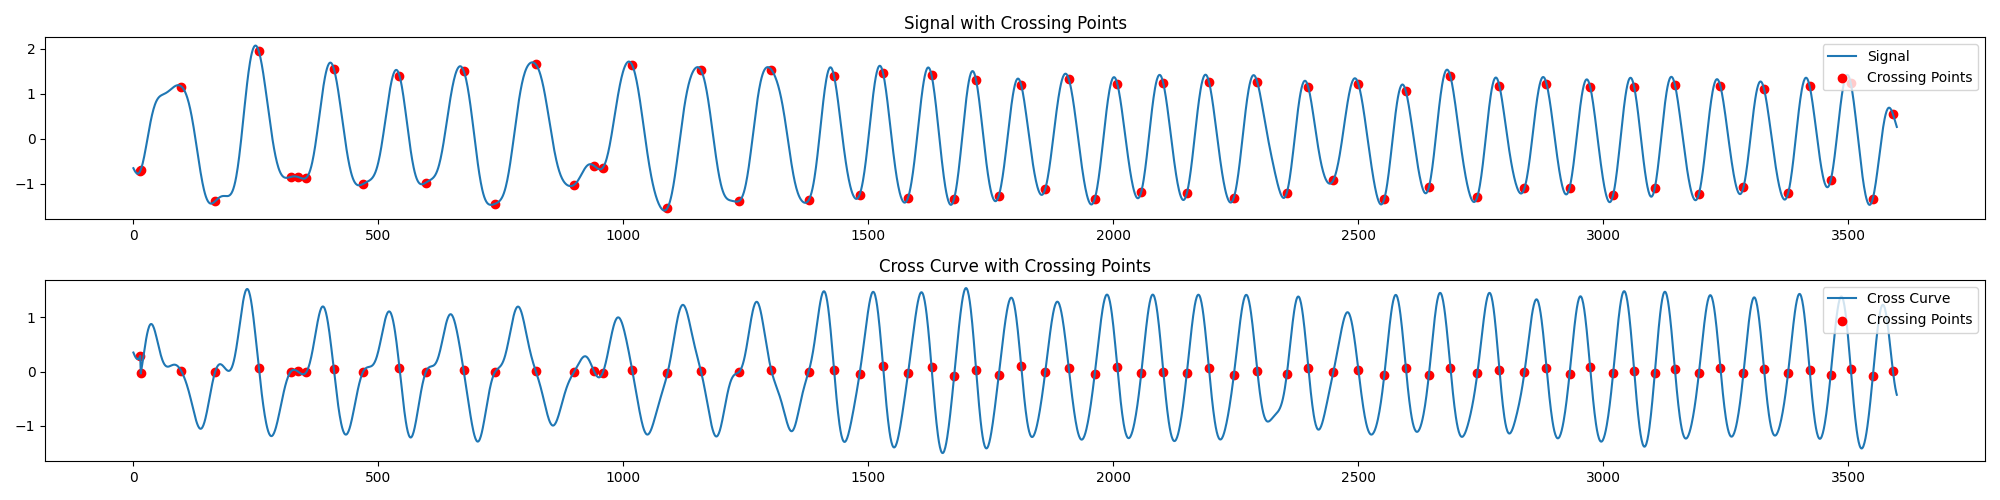 Signal with Crossing Points
2
1
0
−1
Signal
Crossing Points
0 500 1000 1500 2000 2500 3000 3500
Cross Curve with Crossing Points
1
0
−1
Cross Curve
Crossing Points
0 500 1000 1500 2000 2500 3000 3500